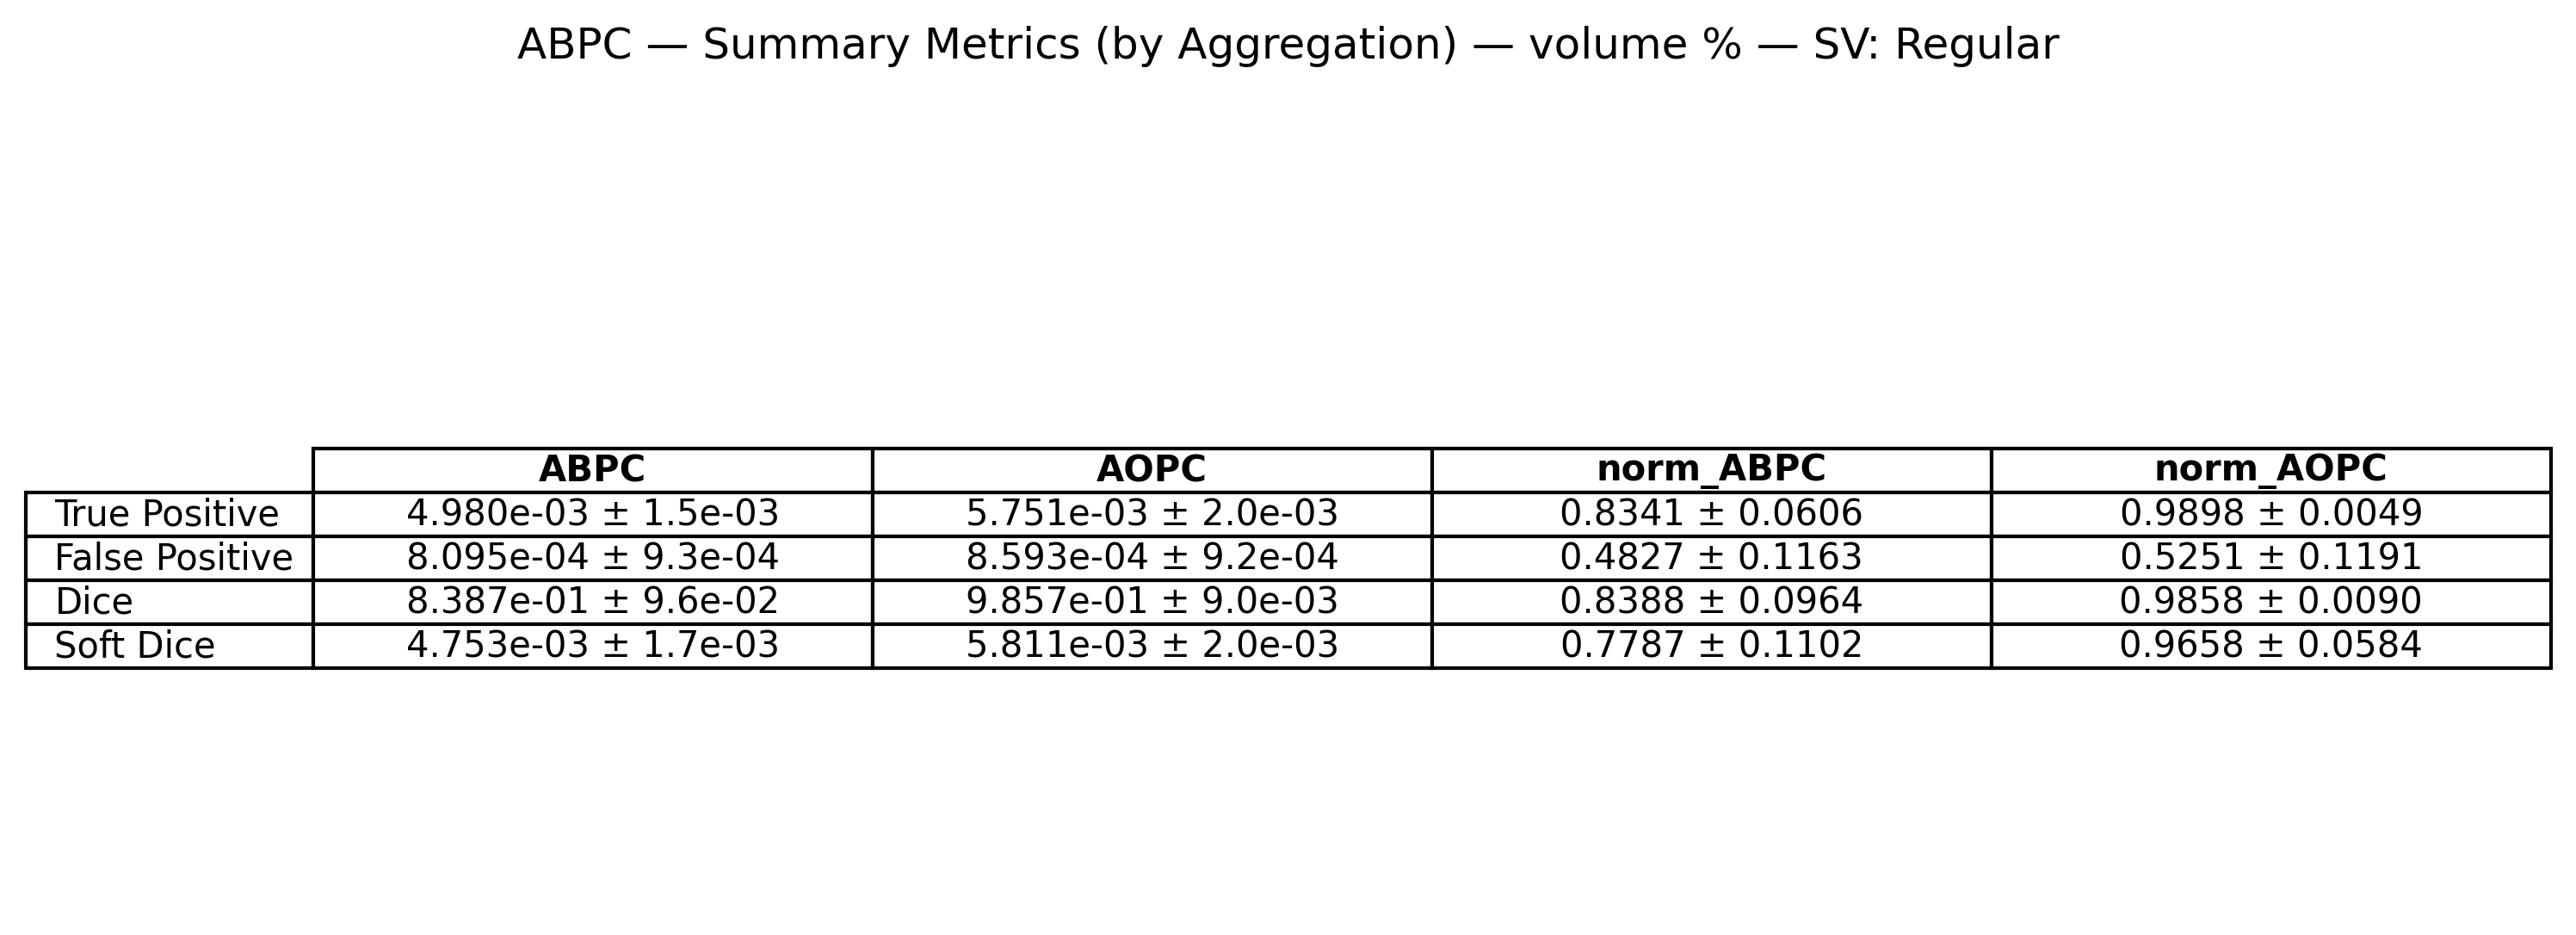 ABPC — Summary Metrics (by Aggregation) — volume % — SV: Regular
ABPC AOPC norm_ABPC norm_AOPC
True Positive 4.980e-03 ± 1.5e-03 5.751e-03 ± 2.0e-03 0.8341 ± 0.0606 0.9898 ± 0.0049
False Positive 8.095e-04 ± 9.3e-04 8.593e-04 ± 9.2e-04 0.4827 ± 0.1163 0.5251 ± 0.1191
Dice 8.387e-01 ± 9.6e-02 9.857e-01 ± 9.0e-03 0.8388 ± 0.0964 0.9858 ± 0.0090
Soft Dice 4.753e-03 ± 1.7e-03 5.811e-03 ± 2.0e-03 0.7787 ± 0.1102 0.9658 ± 0.0584